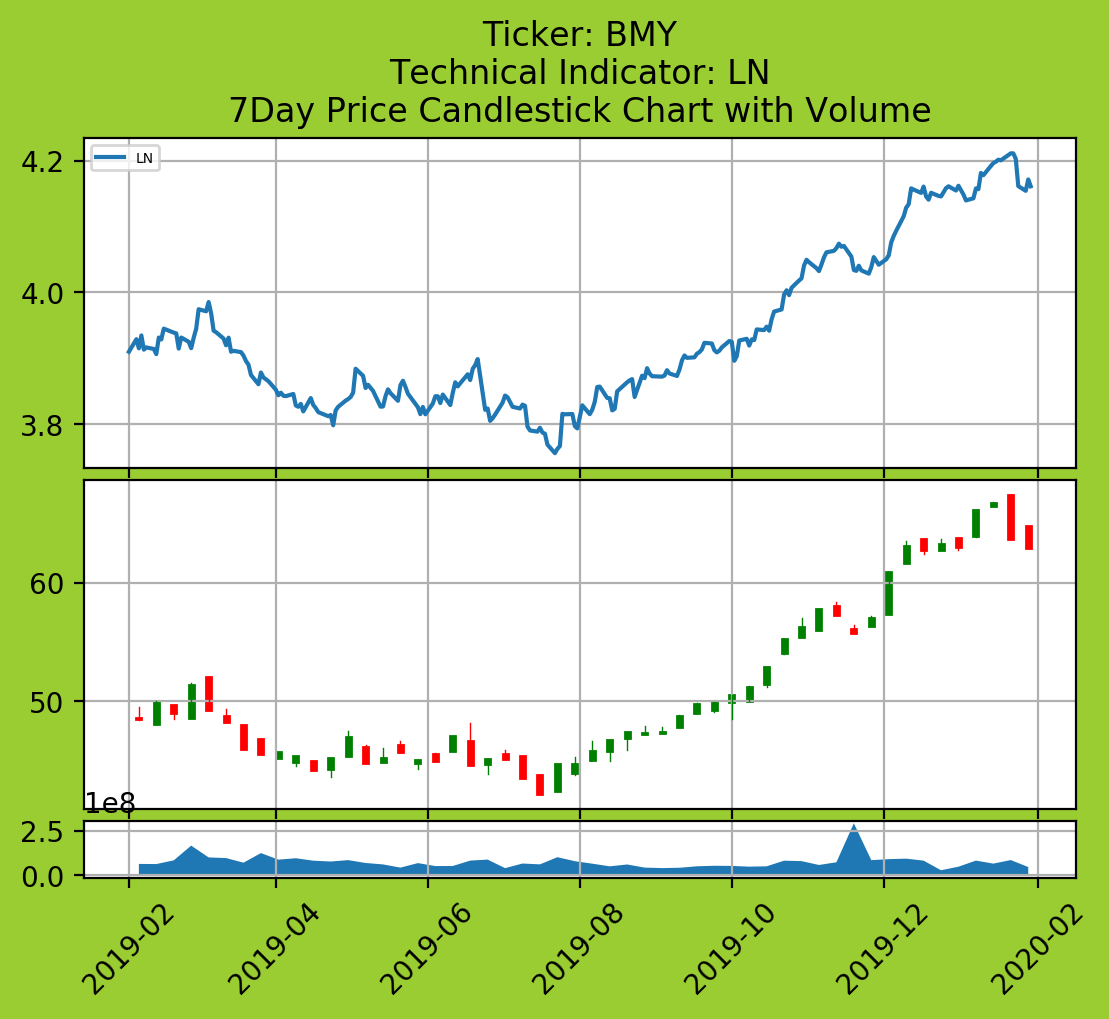 Ticker: BMY
Technical Indicator: LN
7Day Price Candlestick Chart with Volume
LN
4.2
4.0
3.8
60
50
1e8
2.5
0.0
2019-02
2019-04
2019-06
2019-08
2019-10
2019-12
2020-02